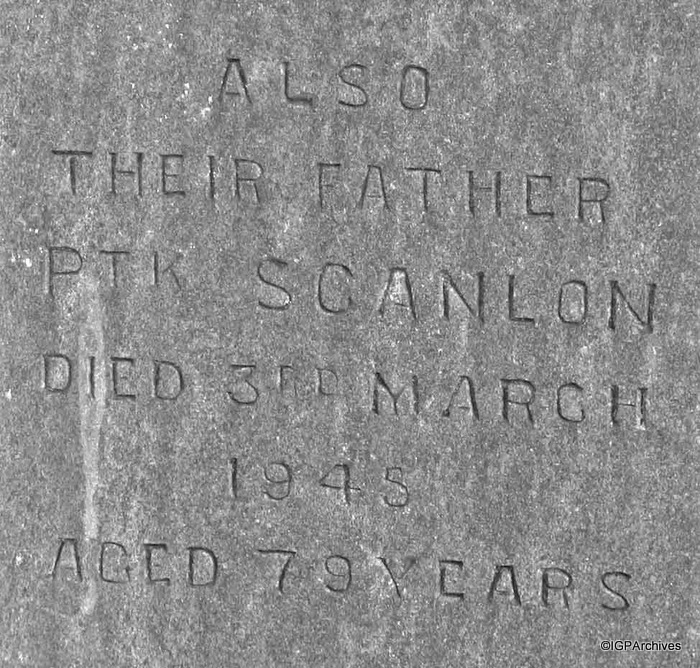 ALSO
THEIR FATHER
PTK SCANLON
DIED 3RD MARCH
1945
AGED 79 YEARS
©IGPArchives